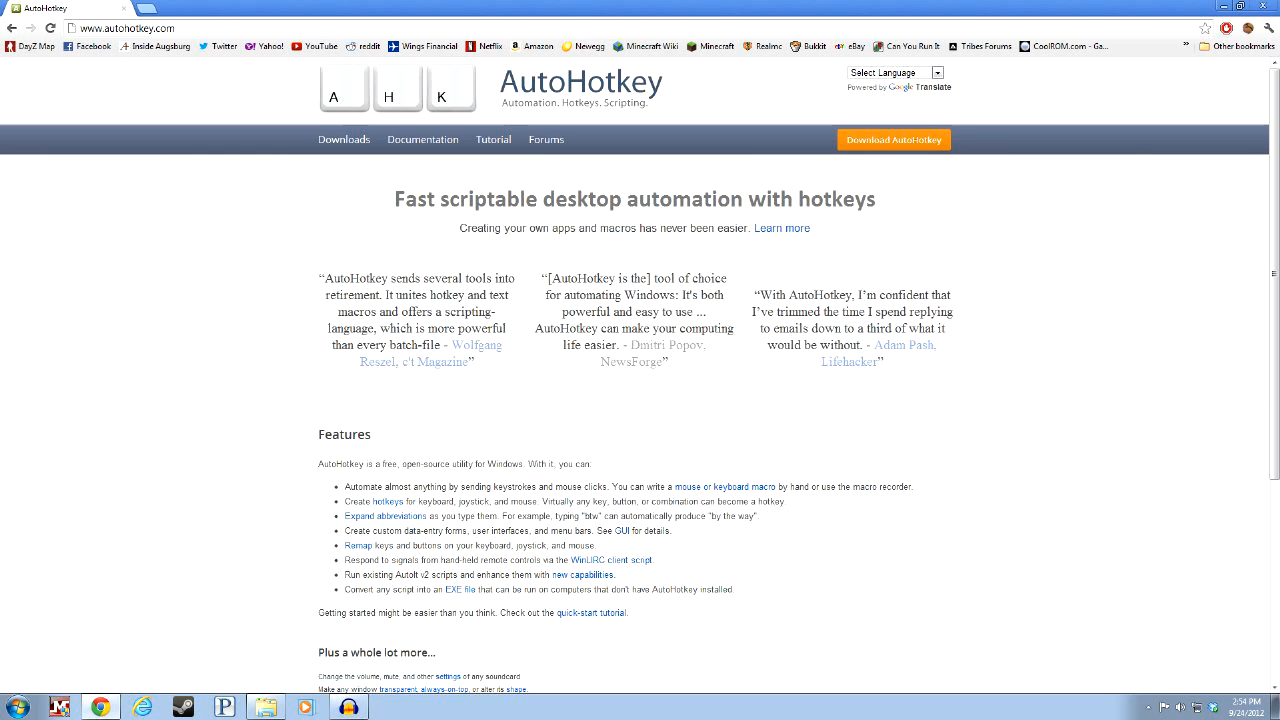 AutoHotkey
www.autohotkey.com
DayZ Map Facebook Inside Augsburg Twitter Yahoo! YouTube reddit Wings Financial Netflix Amazon Newegg Minecraft Wiki Minecraft Realmc Bukkit eBay Can You Run It Tribes Forums CoolROM.com - Ga... » Other bookmarks
A H K
AutoHotkey
Automation. Hotkeys. Scripting.
Select Language
Powered by Google Translate
Downloads Documentation Tutorial Forums Download AutoHotkey
Fast scriptable desktop automation with hotkeys
Creating your own apps and macros has never been easier. Learn more
“AutoHotkey sends several tools into
retirement. It unites hotkey and text
macros and offers a scripting-
language, which is more powerful
than every batch-file - Wolfgang
Reszel, c't Magazine”
“[AutoHotkey is the] tool of choice
for automating Windows: It's both
powerful and easy to use ...
AutoHotkey can make your computing
life easier. - Dmitri Popov,
NewsForge”
“With AutoHotkey, I’m confident that
I’ve trimmed the time I spend replying
to emails down to a third of what it
would be without. - Adam Pash,
Lifehacker”
Features
AutoHotkey is a free, open-source utility for Windows. With it, you can:
• Automate almost anything by sending keystrokes and mouse clicks. You can write a mouse or keyboard macro by hand or use the macro recorder.
• Create hotkeys for keyboard, joystick, and mouse. Virtually any key, button, or combination can become a hotkey.
• Expand abbreviations as you type them. For example, typing "btw" can automatically produce "by the way".
• Create custom data-entry forms, user interfaces, and menu bars. See GUI for details.
• Remap keys and buttons on your keyboard, joystick, and mouse.
• Respond to signals from hand-held remote controls via the WinLIRC client script.
• Run existing AutoIt v2 scripts and enhance them with new capabilities.
• Convert any script into an EXE file that can be run on computers that don't have AutoHotkey installed.
Getting started might be easier than you think. Check out the quick-start tutorial.
Plus a whole lot more...
Change the volume, mute, and other settings of any soundcard
Make any window transparent, always-on-top, or alter its shape.
2:54 PM
9/24/2012